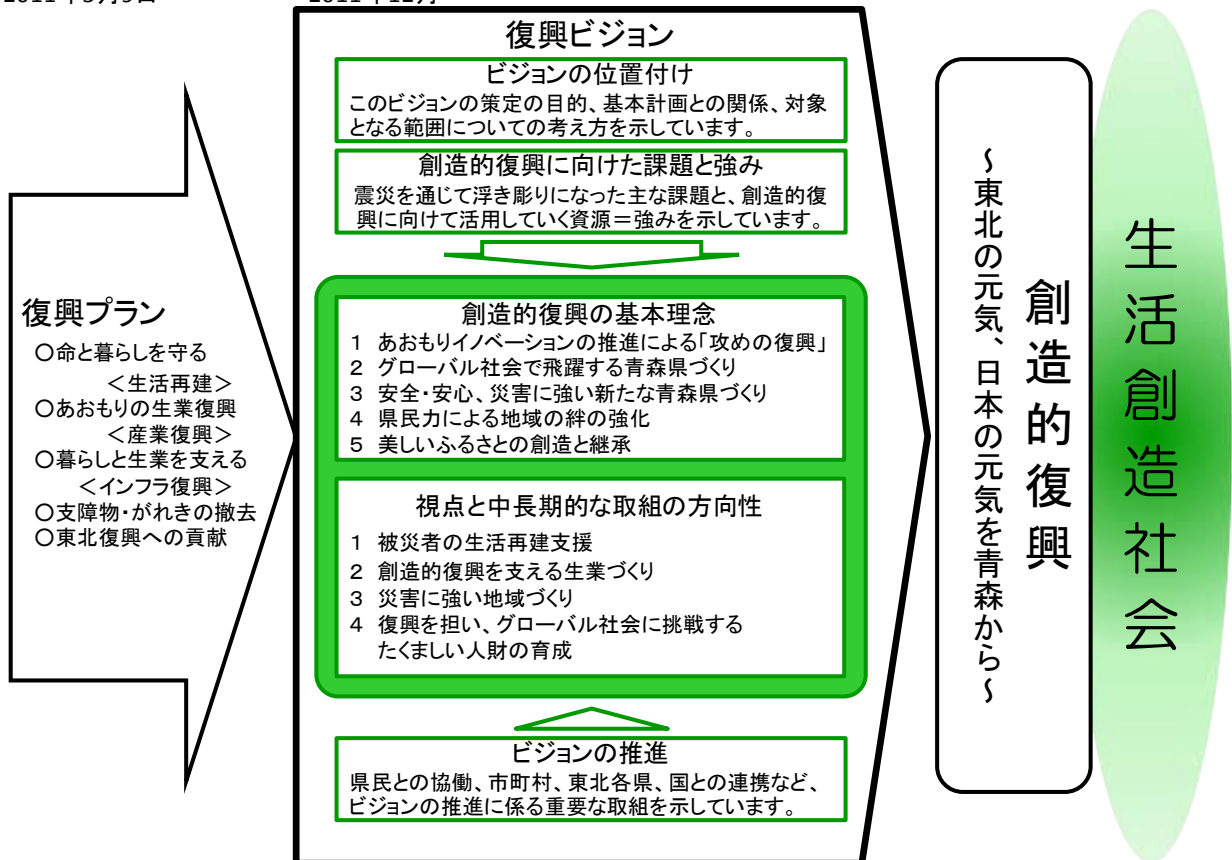 復興プラン
○命と暮らしを守る
<生活再建>
○あおもりの生業復興
<産業復興>
○暮らしと生業を支える
<インフラ復興>
○支障物・がれきの撤去
○東北復興への貢献
復興ビジョン
ビジョンの位置付け
このビジョンの策定の目的、基本計画との関係、対象
となる範囲についての考え方を示しています。
創造的復興に向けた課題と強み
震災を通じて浮き彫りになった主な課題と、創造的復
興に向けて活用していく資源=強みを示しています。
創造的復興の基本理念
1 あおもりイノベーションの推進による「攻めの復興」
2 グローバル社会で飛躍する青森県づくり
3 安全・安心、災害に強い新たな青森県づくり
4 県民力による地域の絆の強化
5 美しいふるさとの創造と継承
視点と中長期的な取組の方向性
1 被災者の生活再建支援
2 創造的復興を支える生業づくり
3 災害に強い地域づくり
4 復興を担い、グローバル社会に挑戦する
たくましい人財の育成
ビジョンの推進
県民との協働、市町村、東北各県、国との連携など、
ビジョンの推進に係る重要な取組を示しています。
創造的復興
~東北の元気、日本の元気を青森から~
生活創造社会